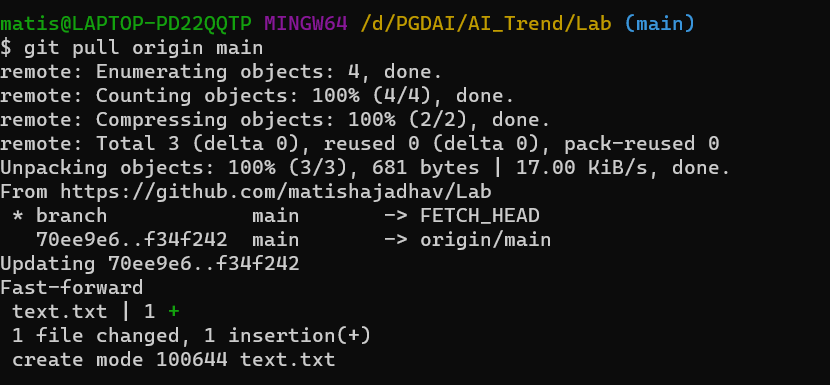 matis@LAPTOP-PD22QQTP MINGW64 /d/PGDAI/AI_Trend/Lab (main)
$ git pull origin main
remote: Enumerating objects: 4, done.
remote: Counting objects: 100% (4/4), done.
remote: Compressing objects: 100% (2/2), done.
remote: Total 3 (delta 0), reused 0 (delta 0), pack-reused 0
Unpacking objects: 100% (3/3), 681 bytes | 17.00 KiB/s, done.
From https://github.com/matishajadhav/Lab
 * branch            main       -> FETCH_HEAD
   70ee9e6..f34f242  main       -> origin/main
Updating 70ee9e6..f34f242
Fast-forward
 text.txt | 1 +
 1 file changed, 1 insertion(+)
 create mode 100644 text.txt